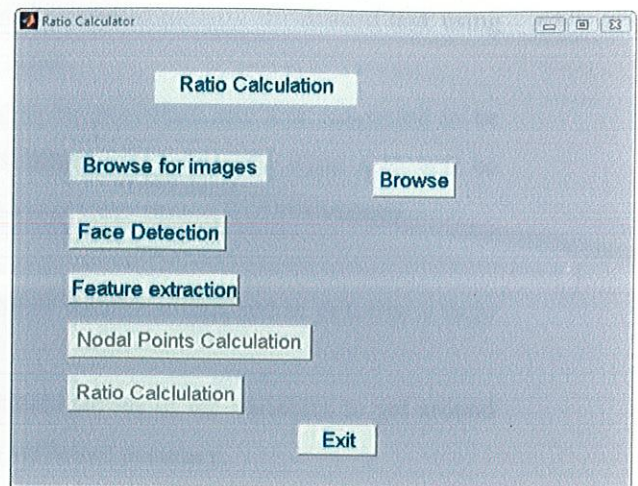 Ratio Calculator
Ratio Calculation
Browse for images
Browse
Face Detection
Feature extraction
Nodal Points Calculation
Ratio Calclulation
Exit